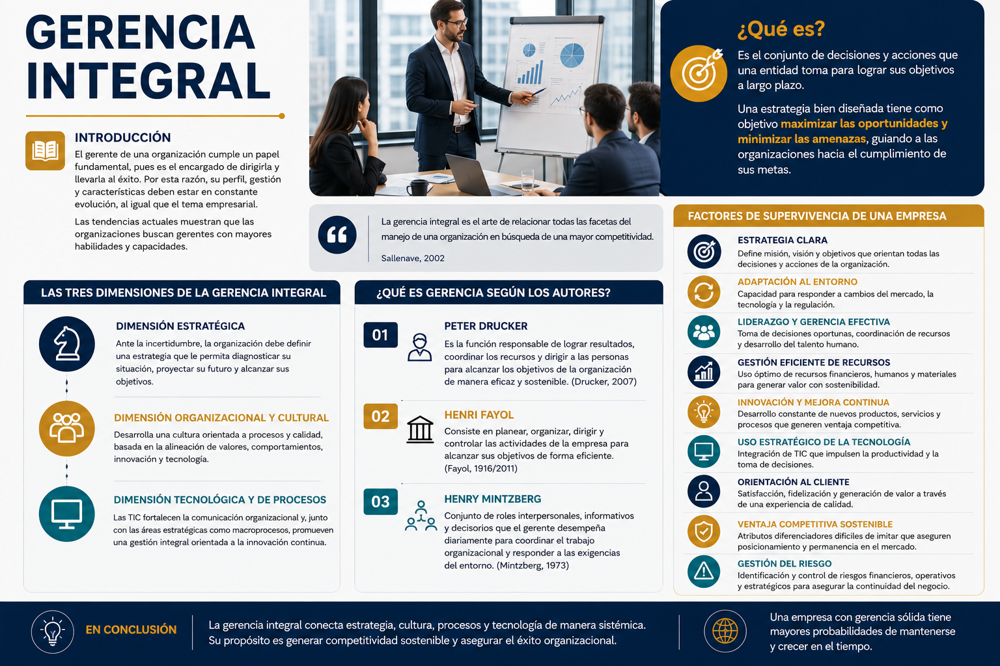 GERENCIA
INTEGRAL
INTRODUCCIÓN
El gerente de una organización cumple un papel
fundamental, pues es el encargado de dirigirla y
llevarla al éxito. Por esta razón, su perfil, gestión
y características deben estar en constante
evolución, al igual que el tema empresarial.
Las tendencias actuales muestran que las
organizaciones buscan gerentes con mayores
habilidades y capacidades.
¿Qué es?
Es el conjunto de decisiones y acciones que
una entidad toma para lograr sus objetivos
a largo plazo.
Una estrategia bien diseñada tiene como
objetivo maximizar las oportunidades y
minimizar las amenazas, guiando a las
organizaciones hacia el cumplimiento de
sus metas.
La gerencia integral es el arte de relacionar todas las facetas del
manejo de una organización en búsqueda de una mayor competitividad.
Sallenave, 2002
LAS TRES DIMENSIONES DE LA GERENCIA INTEGRAL
DIMENSIÓN ESTRATÉGICA
Ante la incertidumbre, la organización debe definir
una estrategia que le permita diagnosticar su
situación, proyectar su futuro y alcanzar sus
objetivos.
DIMENSIÓN ORGANIZACIONAL Y CULTURAL
Desarrolla una cultura orientada a procesos y calidad,
basada en la alineación de valores, comportamientos,
innovación y tecnología.
DIMENSIÓN TECNOLÓGICA Y DE PROCESOS
Las TIC fortalecen la comunicación organizacional y, junto
con las áreas estratégicas como macroprocesos, promueven
una gestión integral orientada a la innovación continua.
¿QUÉ ES GERENCIA SEGÚN LOS AUTORES?
01
PETER DRUCKER
Es la función responsable de lograr resultados,
coordinar los recursos y dirigir a las personas
para alcanzar los objetivos de la organización
de manera eficaz y sostenible. (Drucker, 2007)
02
HENRI FAYOL
Consiste en planear, organizar, dirigir y
controlar las actividades de la empresa para
alcanzar sus objetivos de forma eficiente.
(Fayol, 1916/2011)
03
HENRY MINTZBERG
Conjunto de roles interpersonales, informativos
y decisorios que el gerente desempeña
diariamente para coordinar el trabajo
organizacional y responder a las exigencias
del entorno. (Mintzberg, 1973)
FACTORES DE SUPERVIVENCIA DE UNA EMPRESA
ESTRATEGIA CLARA
Define misión, visión y objetivos que orientan todas las
decisiones y acciones de la organización.
ADAPTACIÓN AL ENTORNO
Capacidad para responder a cambios del mercado, la
tecnología y la regulación.
LIDERAZGO Y GERENCIA EFECTIVA
Toma de decisiones oportunas, coordinación de recursos
y desarrollo del talento humano.
GESTIÓN EFICIENTE DE RECURSOS
Uso óptimo de recursos financieros, humanos y materiales
para generar valor con sostenibilidad.
INNOVACIÓN Y MEJORA CONTINUA
Desarrollo constante de nuevos productos, servicios y
procesos que generen ventaja competitiva.
USO ESTRATÉGICO DE LA TECNOLOGÍA
Integración de TIC que impulsen la productividad y la
toma de decisiones.
ORIENTACIÓN AL CLIENTE
Satisfacción, fidelización y generación de valor a través
de una experiencia de calidad.
VENTAJA COMPETITIVA SOSTENIBLE
Atributos diferenciadores difíciles de imitar que aseguren
posicionamiento y permanencia en el mercado.
GESTIÓN DEL RIESGO
Identificación y control de riesgos financieros, operativos
y estratégicos para asegurar la continuidad del negocio.
EN CONCLUSIÓN
La gerencia integral conecta estrategia, cultura, procesos y tecnología de manera sistémica.
Su propósito es generar competitividad sostenible y asegurar el éxito organizacional.
Una empresa con gerencia sólida tiene
mayores probabilidades de mantenerse
y crecer en el tiempo.